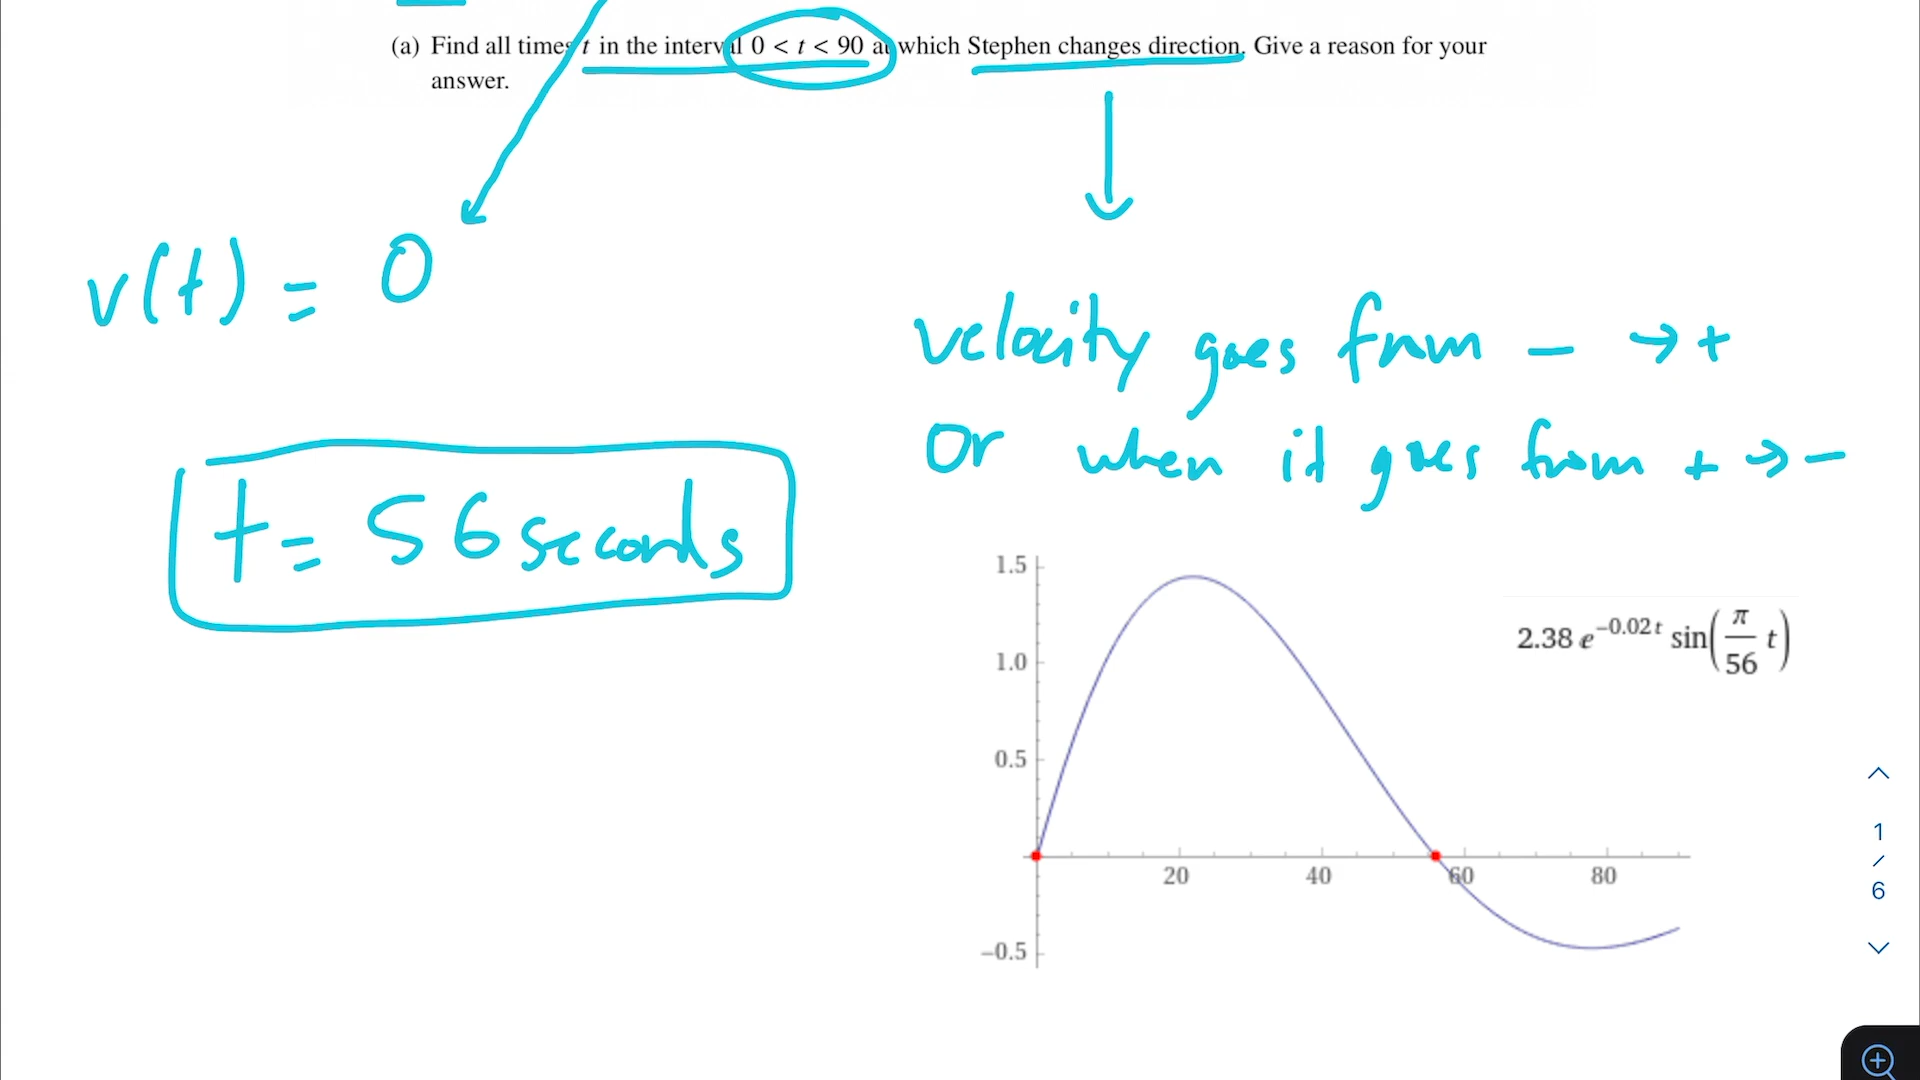 (a) Find all times t in the interval 0 < t < 90 at which Stephen changes direction. Give a reason for your
answer.
v(t) = 0
velocity goes from − → +
or when it goes from + → −
t = 56 seconds
1.5
1.0
0.5
−0.5
20 40 60 80
2.38 e^{−0.02 t} sin(π/56 t)
1
/
6